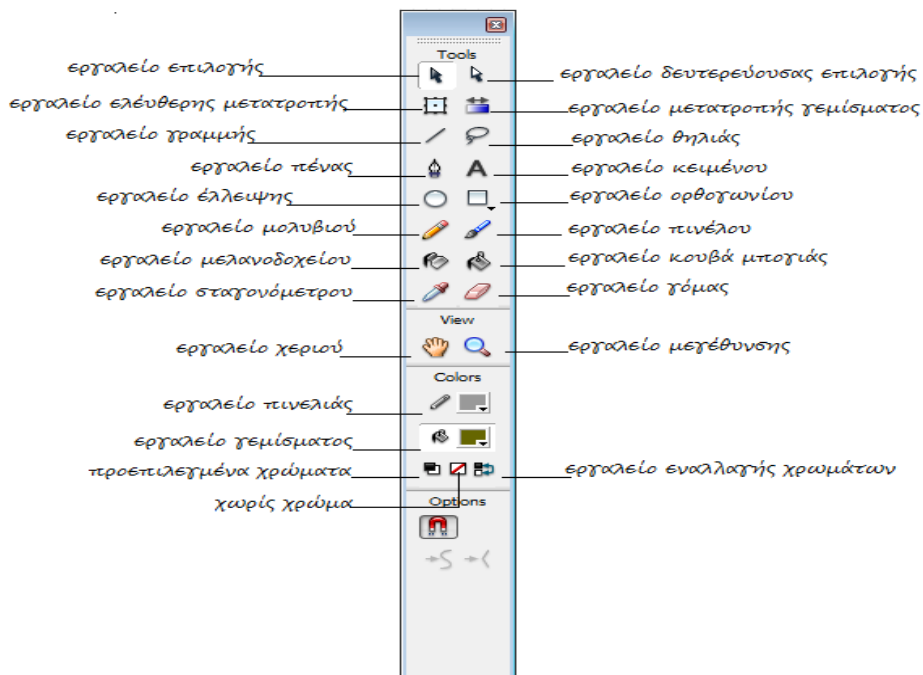 Tools
εργαλείο επιλογής
εργαλείο δευτερεύουσας επιλογής
εργαλείο ελέυθερης μετατροπής
εργαλείο μετατροπής γεμίσματος
εργαλείο γραμμής
εργαλείο θηλιάς
εργαλείο πένας
A
εργαλείο κειμένου
εργαλείο έλλειψης
εργαλείο ορθογωνίου
εργαλείο μολυβιού
εργαλείο πινέλου
εργαλείο μελανοδοχείου
εργαλείο κουβά μπογιάς
εργαλείο σταγονόμετρου
εργαλείο γόμας
View
εργαλείο χεριού
εργαλείο μεγέθυνσης
Colors
εργαλείο πινελιάς
εργαλείο γεμίσματος
προεπιλεγμένα χρώματα
εργαλείο εναλλαγής χρωμάτων
χωρίς χρώμα
Options